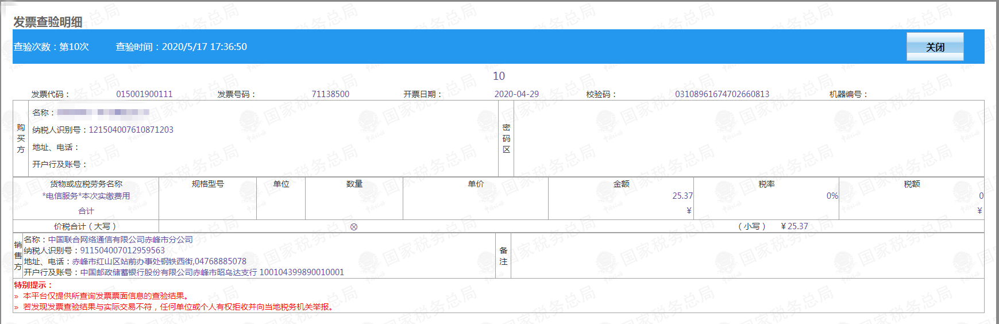 发票查验明细
查验次数：第10次 查验时间：2020/5/17 17:36:50 关闭
10
发票代码： 015001900111 发票号码： 71138500 开票日期： 2020-04-29 校验码： 03108961674702660813 机器编号：
购买方
名称：
纳税人识别号：121504007610871203
地址、电话：
开户行及账号：
密码区
货物或应税劳务名称 规格型号 单位 数量 单价 金额 税率 税额
*电信服务*本次实缴费用 25.37 0% 0
合计 ¥ ¥
价税合计（大写） ⊗ （小写） ¥25.37
销售方
名称：中国联合网络通信有限公司赤峰市分公司
纳税人识别号：911504007012959563
地址、电话：赤峰市红山区站前办事处钢铁西街,04768885078
开户行及账号：中国邮政储蓄银行股份有限公司赤峰市昭乌达支行 100104399890010001
备注
特别提示：
» 本平台仅提供所查询发票票面信息的查验结果。
» 若发现发票查验结果与实际交易不符，任何单位或个人有权拒收并向当地税务机关举报。
国家税务总局